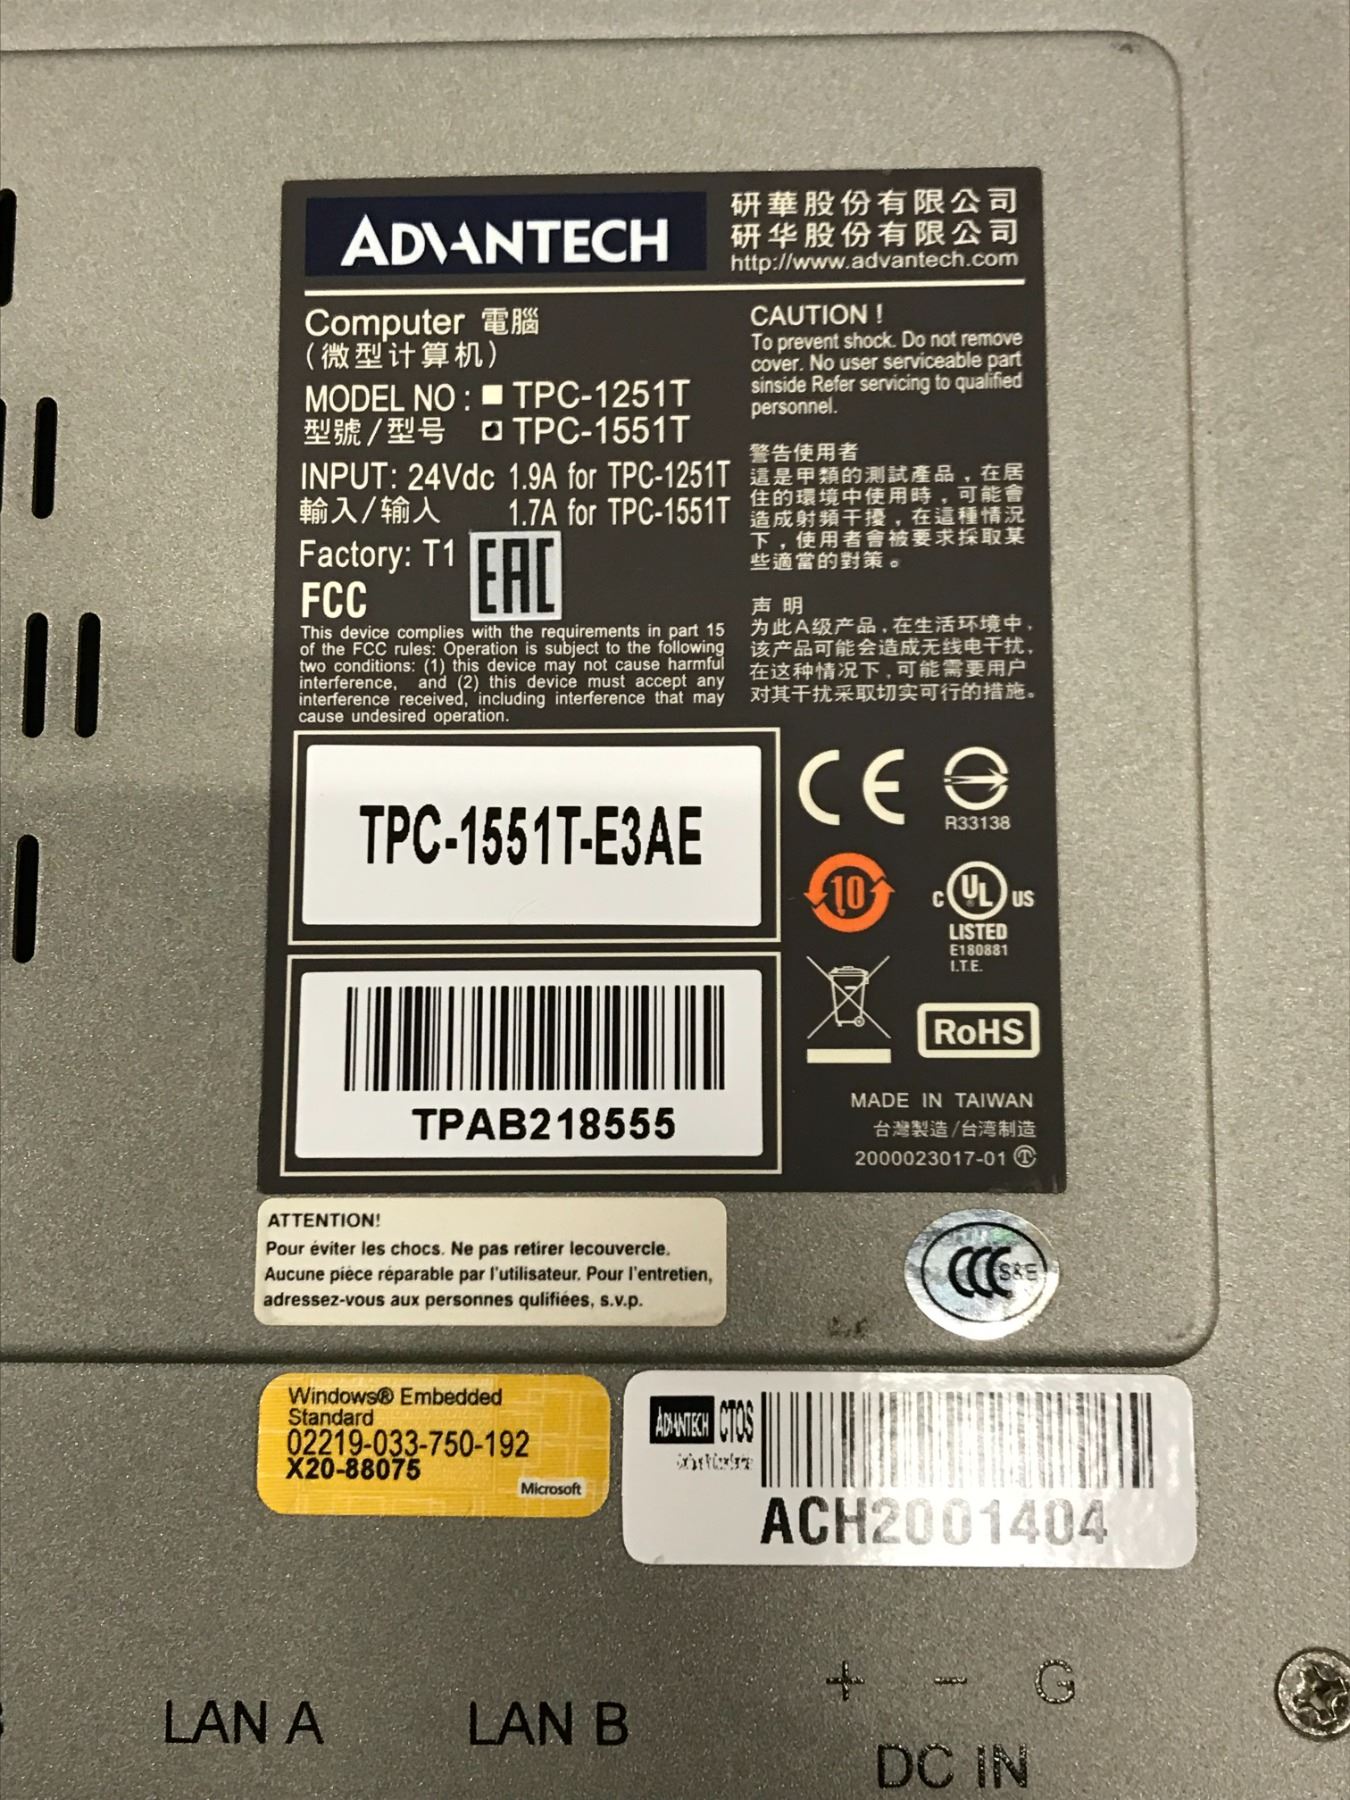 ADVANTECH
研華股份有限公司
研华股份有限公司
http://www.advantech.com
Computer 電腦
(微型计算机)
MODEL NO : TPC-1251T
型號/型号 TPC-1551T
INPUT: 24Vdc 1.9A for TPC-1251T
輸入/输入 1.7A for TPC-1551T
Factory: T1
EAC
FCC
This device complies with the requirements in part 15
of the FCC rules: Operation is subject to the following
two conditions: (1) this device may not cause harmful
interference, and (2) this device must accept any
interference received, including interference that may
cause undesired operation.
CAUTION !
To prevent shock. Do not remove
cover. No user serviceable part
sinside Refer servicing to qualified
personnel.
警告使用者
這是甲類的測試產品，在居
住的環境中使用時，可能會
造成射頻干擾，在這種情況
下，使用者會被要求採取某
些適當的對策。
声 明
为此A级产品,在生活环境中,
该产品可能会造成无线电干扰,
在这种情况下,可能需要用户
对其干扰采取切实可行的措施。
TPC-1551T-E3AE
CE
R33138
10
C UL US
LISTED
E180881
I.T.E.
RoHS
TPAB218555
MADE IN TAIWAN
台灣製造/台湾制造
2000023017-01
ATTENTION!
Pour éviter les chocs. Ne pas retirer lecouvercle.
Aucune pièce réparable par l'utilisateur. Pour l'entretien,
adressez-vous aux personnes qulifiées, s.v.p.
CCC S&E
Windows® Embedded
Standard
02219-033-750-192
X20-88075
Microsoft
ADVANTECH CTOS
ACH2001404
+ − G
LAN A LAN B
DC IN